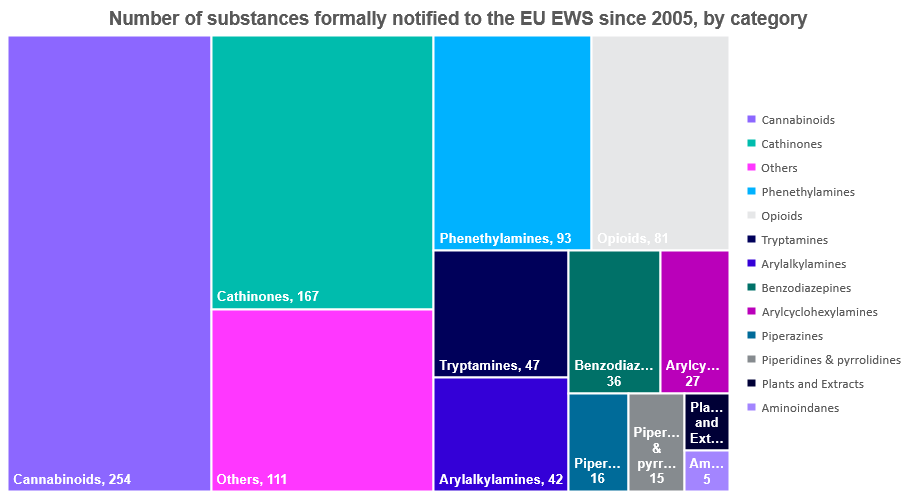 Number of substances formally notified to the EU EWS since 2005, by category
Cannabinoids, 254
Cathinones, 167
Others, 111
Phenethylamines, 93
Opioids, 81
Tryptamines, 47
Arylalkylamines, 42
Benzodiaz...
36
Arylcy...
27
Piper...
16
Piper...
&
pyrr...
15
Pla...
and
Ext...
Am...
5
Cannabinoids
Cathinones
Others
Phenethylamines
Opioids
Tryptamines
Arylalkylamines
Benzodiazepines
Arylcyclohexylamines
Piperazines
Piperidines & pyrrolidines
Plants and Extracts
Aminoindanes